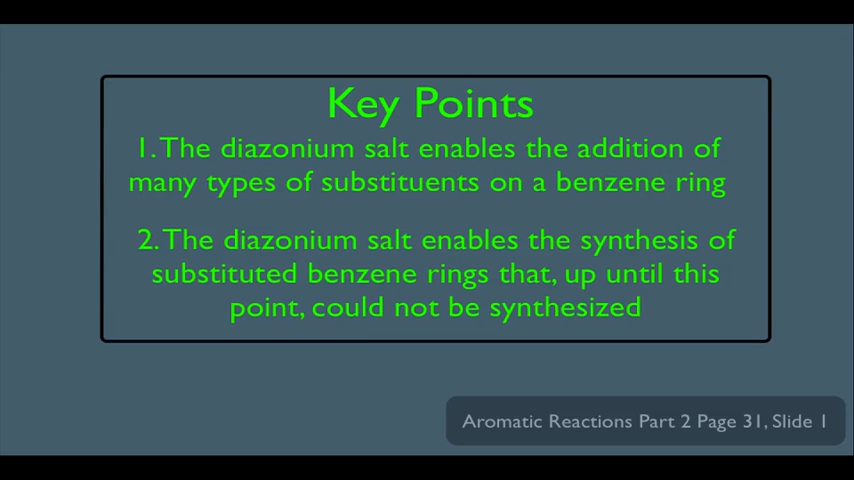 Key Points
1. The diazonium salt enables the addition of
many types of substituents on a benzene ring
2. The diazonium salt enables the synthesis of
substituted benzene rings that, up until this
point, could not be synthesized
Aromatic Reactions Part 2 Page 31, Slide 1